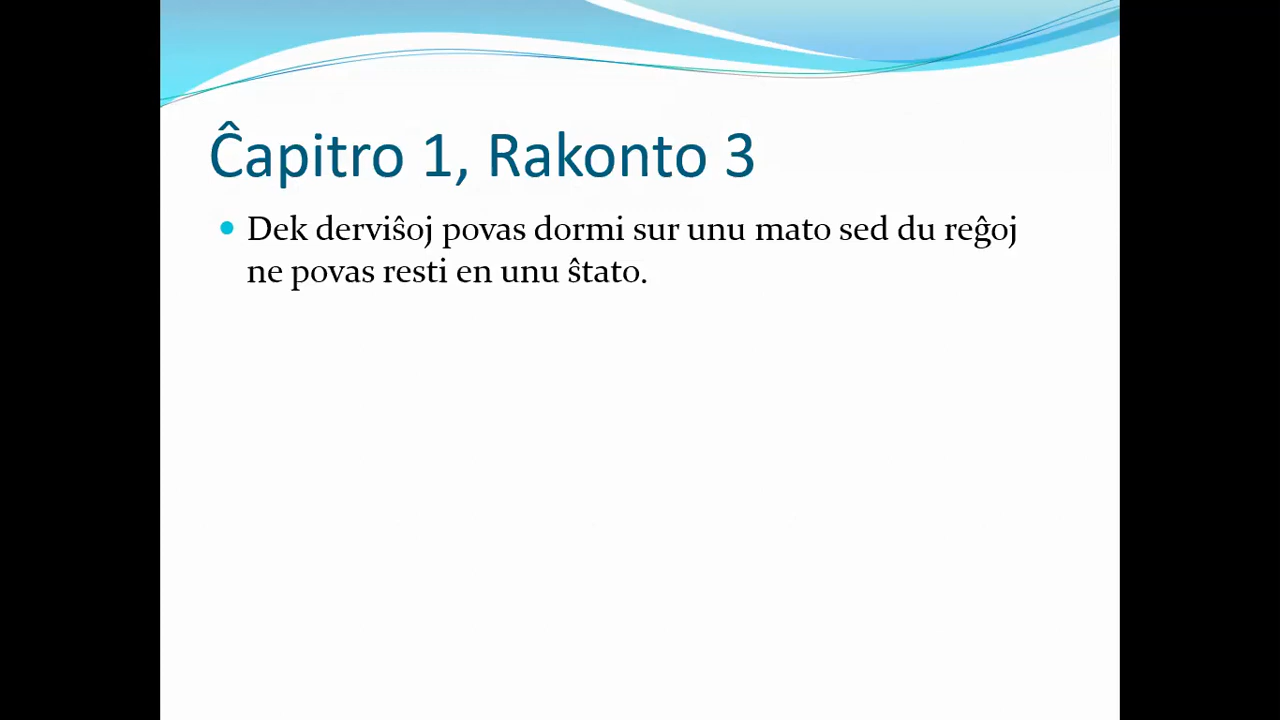 Ĉapitro 1, Rakonto 3
Dek derviŝoj povas dormi sur unu mato sed du reĝoj
ne povas resti en unu ŝtato.